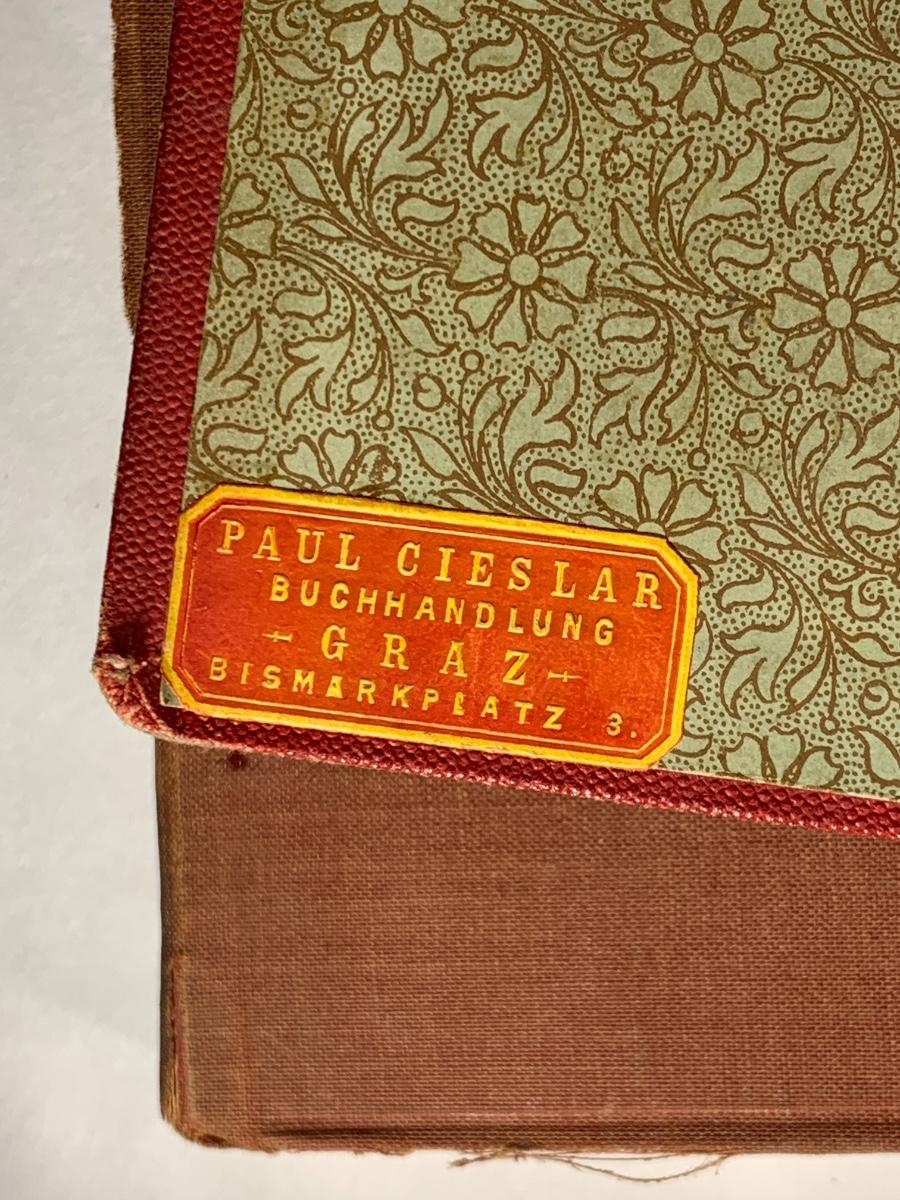 PAUL CIESLAR
BUCHHANDLUNG
- GRAZ -
BISMARKPLATZ 3.